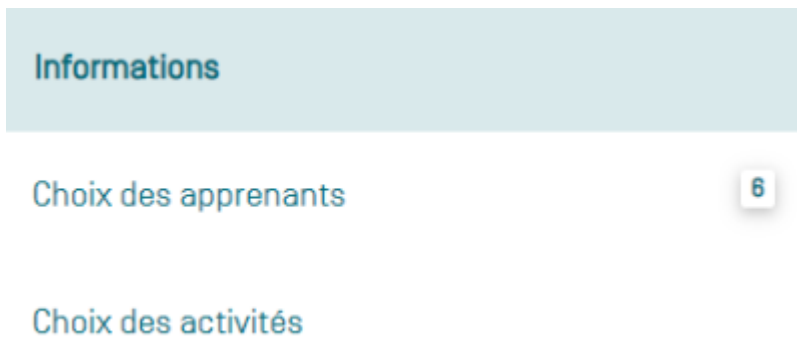 Informations
Choix des apprenants 6
Choix des activités